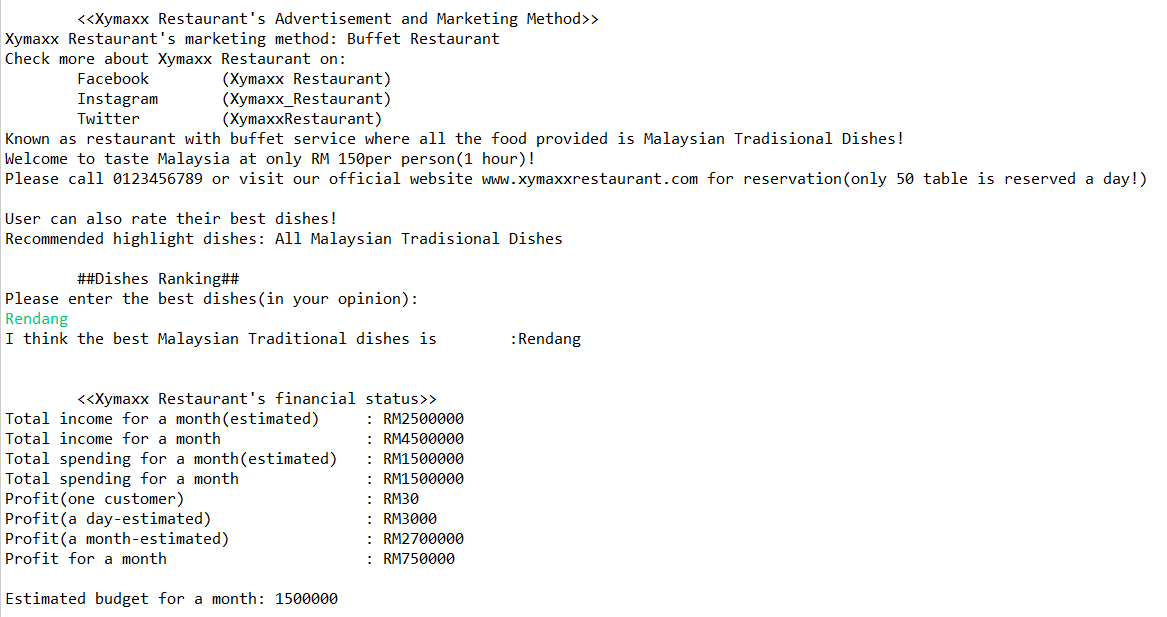 <<Xymaxx Restaurant's Advertisement and Marketing Method>>
Xymaxx Restaurant's marketing method: Buffet Restaurant
Check more about Xymaxx Restaurant on:
Facebook (Xymaxx Restaurant)
Instagram (Xymaxx_Restaurant)
Twitter (XymaxxRestaurant)
Known as restaurant with buffet service where all the food provided is Malaysian Tradisional Dishes!
Welcome to taste Malaysia at only RM 150per person(1 hour)!
Please call 0123456789 or visit our official website www.xymaxxrestaurant.com for reservation(only 50 table is reserved a day!)
User can also rate their best dishes!
Recommended highlight dishes: All Malaysian Tradisional Dishes
##Dishes Ranking##
Please enter the best dishes(in your opinion):
Rendang
I think the best Malaysian Traditional dishes is :Rendang
<<Xymaxx Restaurant's financial status>>
Total income for a month(estimated) : RM2500000
Total income for a month : RM4500000
Total spending for a month(estimated) : RM1500000
Total spending for a month : RM1500000
Profit(one customer) : RM30
Profit(a day-estimated) : RM3000
Profit(a month-estimated) : RM2700000
Profit for a month : RM750000
Estimated budget for a month: 1500000